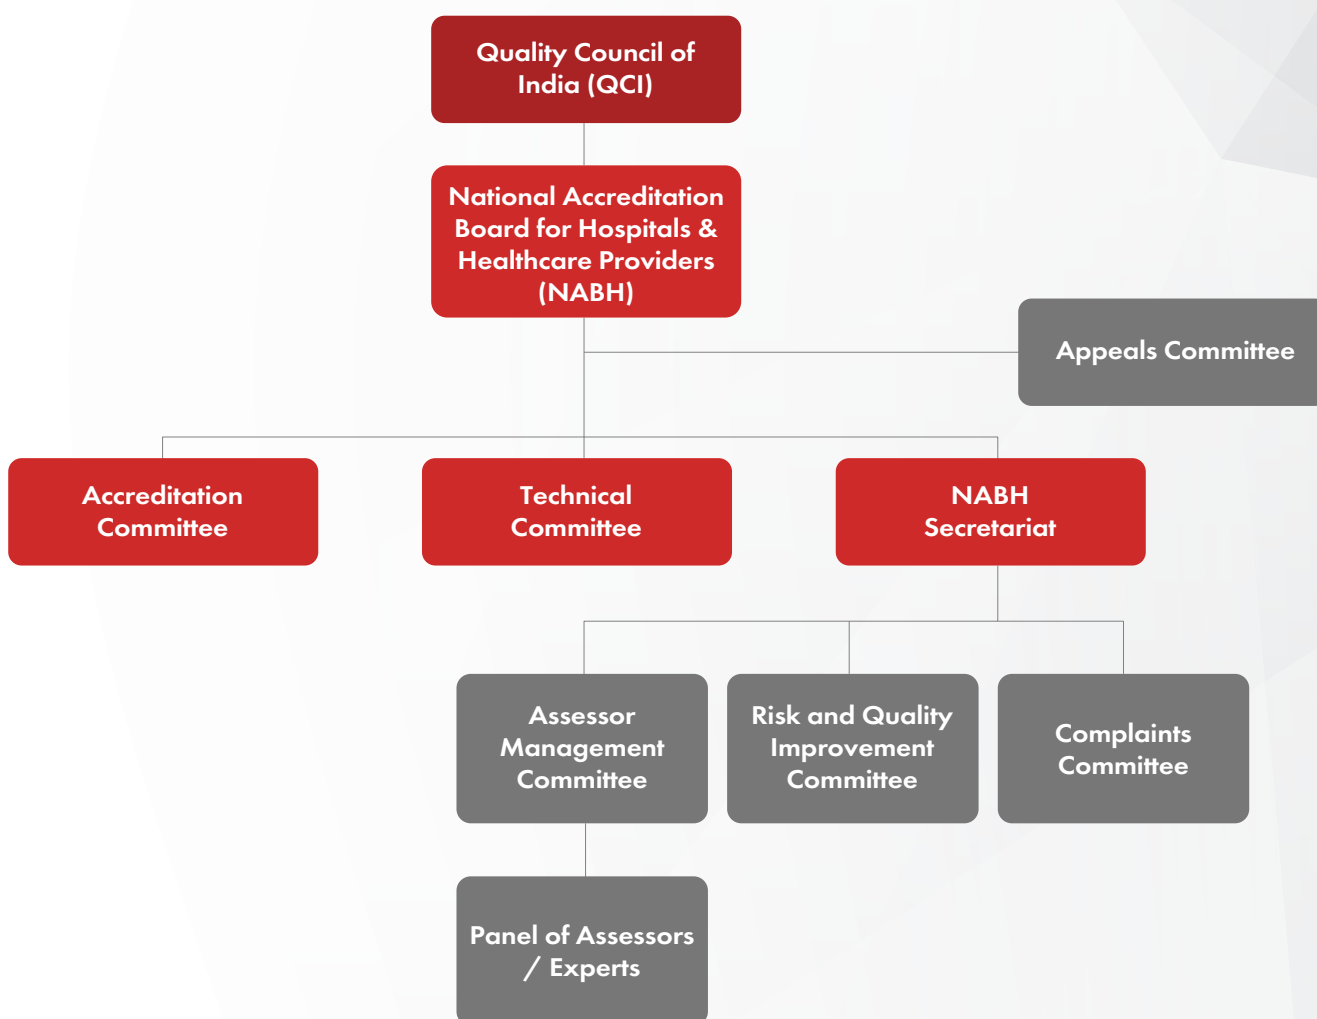 Quality Council of
India (QCI)
National Accreditation
Board for Hospitals &
Healthcare Providers
(NABH)
Appeals Committee
Accreditation
Committee
Technical
Committee
NABH
Secretariat
Assessor
Management
Committee
Risk and Quality
Improvement
Committee
Complaints
Committee
Panel of Assessors
/ Experts